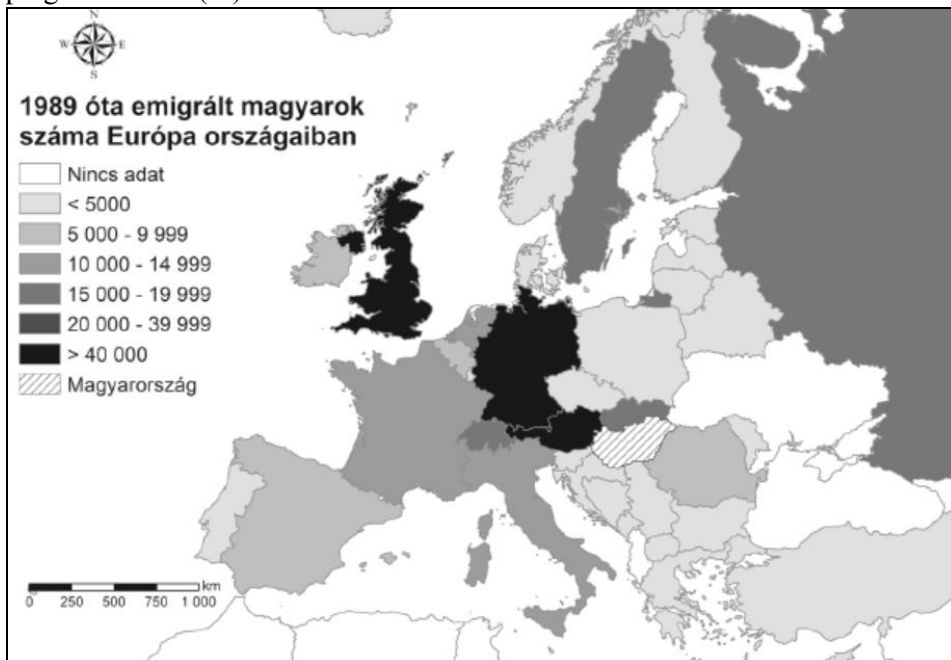 N
W E
S
1989 óta emigrált magyarok
száma Európa országaiban
Nincs adat
< 5000
5 000 - 9 999
10 000 - 14 999
15 000 - 19 999
20 000 - 39 999
> 40 000
Magyarország
km
0 250 500 750 1 000